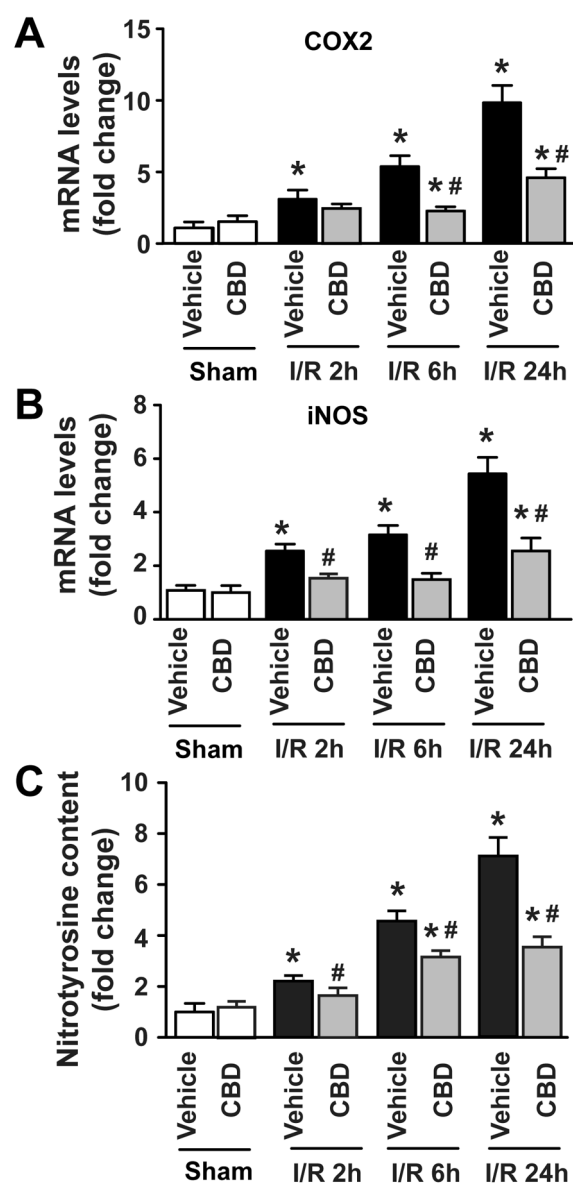 A
COX2
mRNA levels
(fold change)
15
10
5
0
*
*
* #
*
* #
Vehicle
CBD
Vehicle
CBD
Vehicle
CBD
Vehicle
CBD
Sham
I/R 2h
I/R 6h
I/R 24h
B
iNOS
mRNA levels
(fold change)
8
6
4
2
0
*
#
*
#
*
* #
Vehicle
CBD
Vehicle
CBD
Vehicle
CBD
Vehicle
CBD
Sham
I/R 2h
I/R 6h
I/R 24h
C
Nitrotyrosine content
(fold change)
10
8
6
4
2
0
*
#
*
* #
*
* #
Vehicle
CBD
Vehicle
CBD
Vehicle
CBD
Vehicle
CBD
Sham
I/R 2h
I/R 6h
I/R 24h